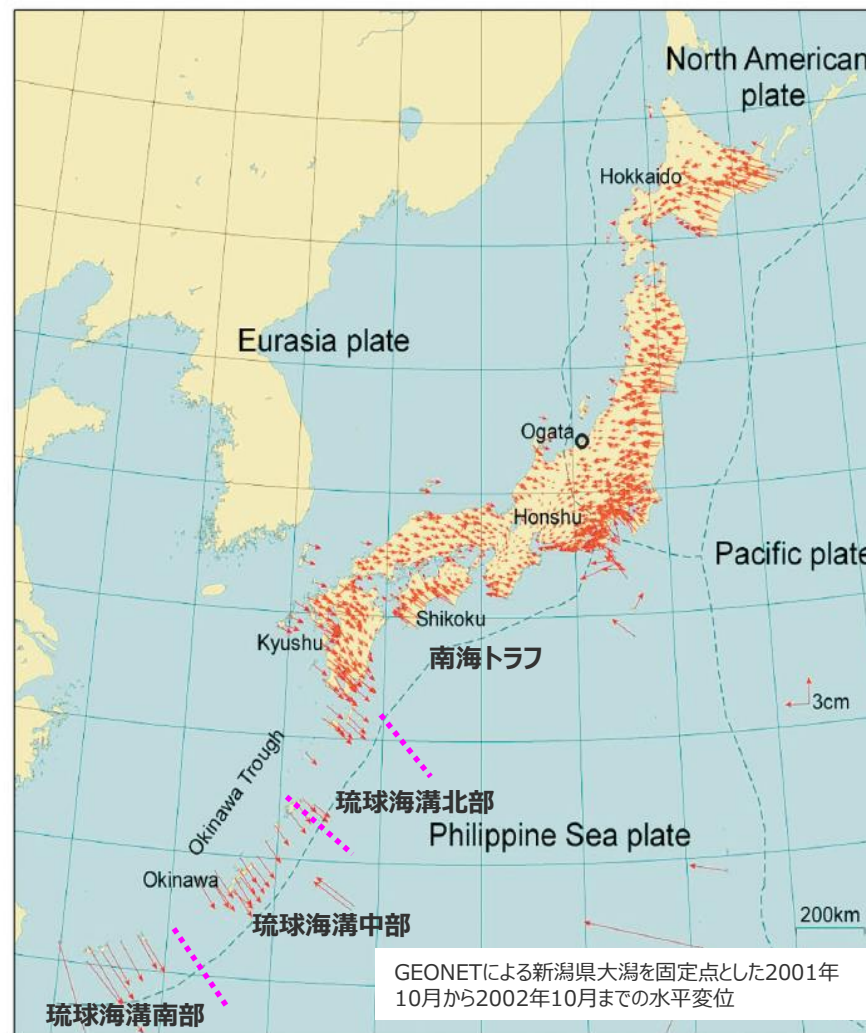 North American
plate
Hokkaido
Eurasia plate
Ogata
Honshu
Pacific plate
Shikoku
Kyushu
南海トラフ
3cm
Okinawa Trough
琉球海溝北部
Philippine Sea plate
Okinawa
200km
琉球海溝中部
GEONETによる新潟県大潟を固定点とした2001年
10月から2002年10月までの水平変位
琉球海溝南部